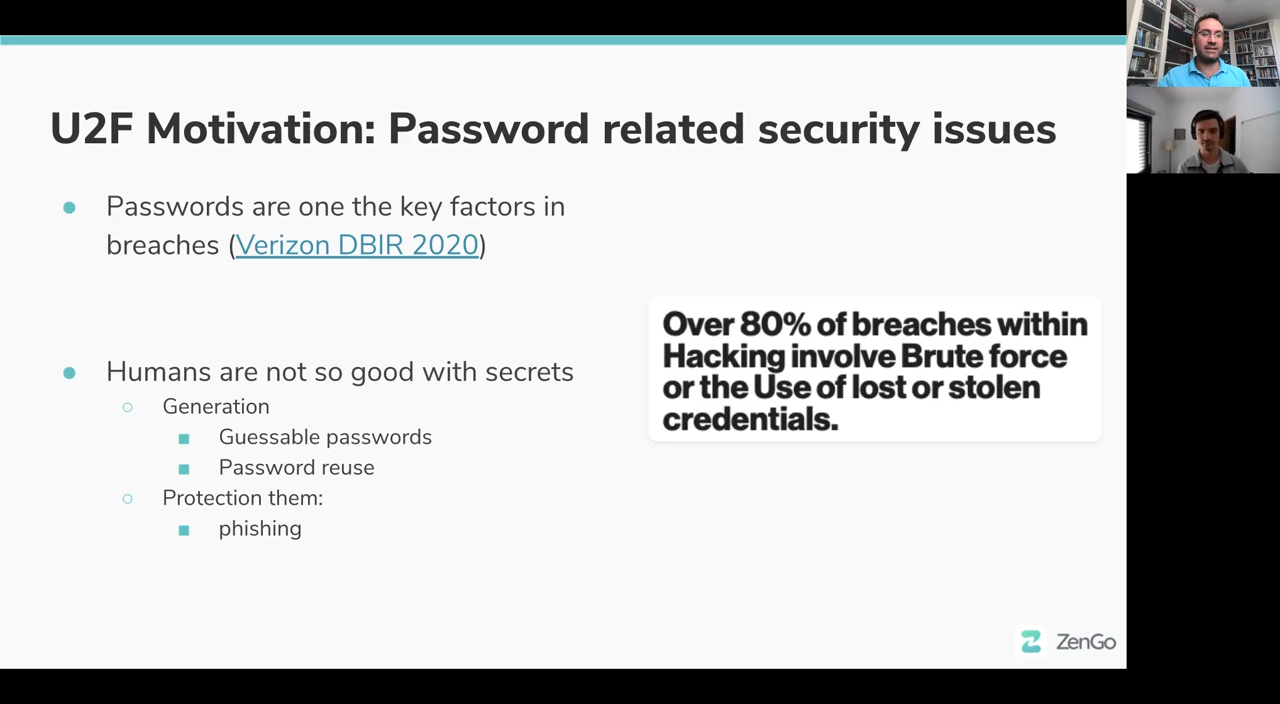 U2F Motivation: Password related security issues
Passwords are one the key factors in
breaches (Verizon DBIR 2020)
Humans are not so good with secrets
Generation
Guessable passwords
Password reuse
Protection them:
phishing
Over 80% of breaches within
Hacking involve Brute force
or the Use of lost or stolen
credentials.
ZenGo